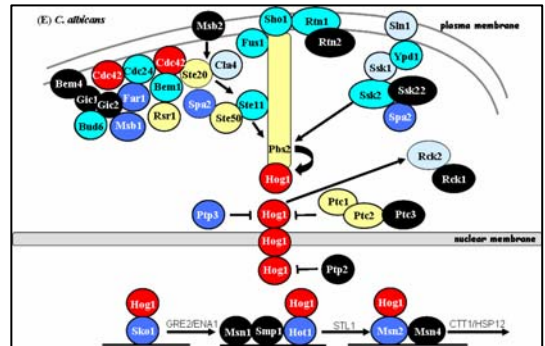 (E) C. albicans
Msb2
Sho1
Rtn1
Sln1
plasma membrane
Fus1
Rtn2
Cdc42
Cdc24
Cdc42
Ste20
Cla4
Ssk1
Ypd1
Bem4
Gic1
Gic2
Far1
Bem1
Ssk2
Ssk22
Bud6
Msb1
Rsr1
Spa2
Ste50
Ste11
Spa2
Pbs2
Hog1
Rck2
Rck1
Ptp3
Hog1
Ptc1
Ptc2
Ptc3
Hog1
nuclear membrane
Hog1
Ptp2
Hog1
Hog1
Hog1
Sko1
GRE2/ENA1
Msn1
Smp1
Hot1
STL1
Msn2
Msn4
CTT1/HSP12